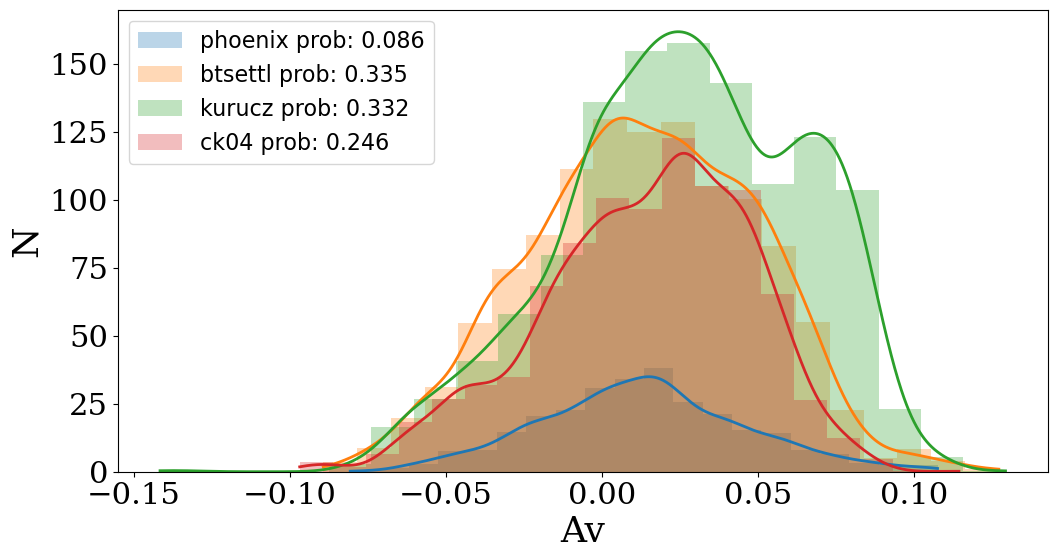 phoenix prob: 0.086
btsettl prob: 0.335
kurucz prob: 0.332
ck04 prob: 0.246
150
125
100
75
50
25
0
N
−0.15 −0.10 −0.05 0.00 0.05 0.10
Av